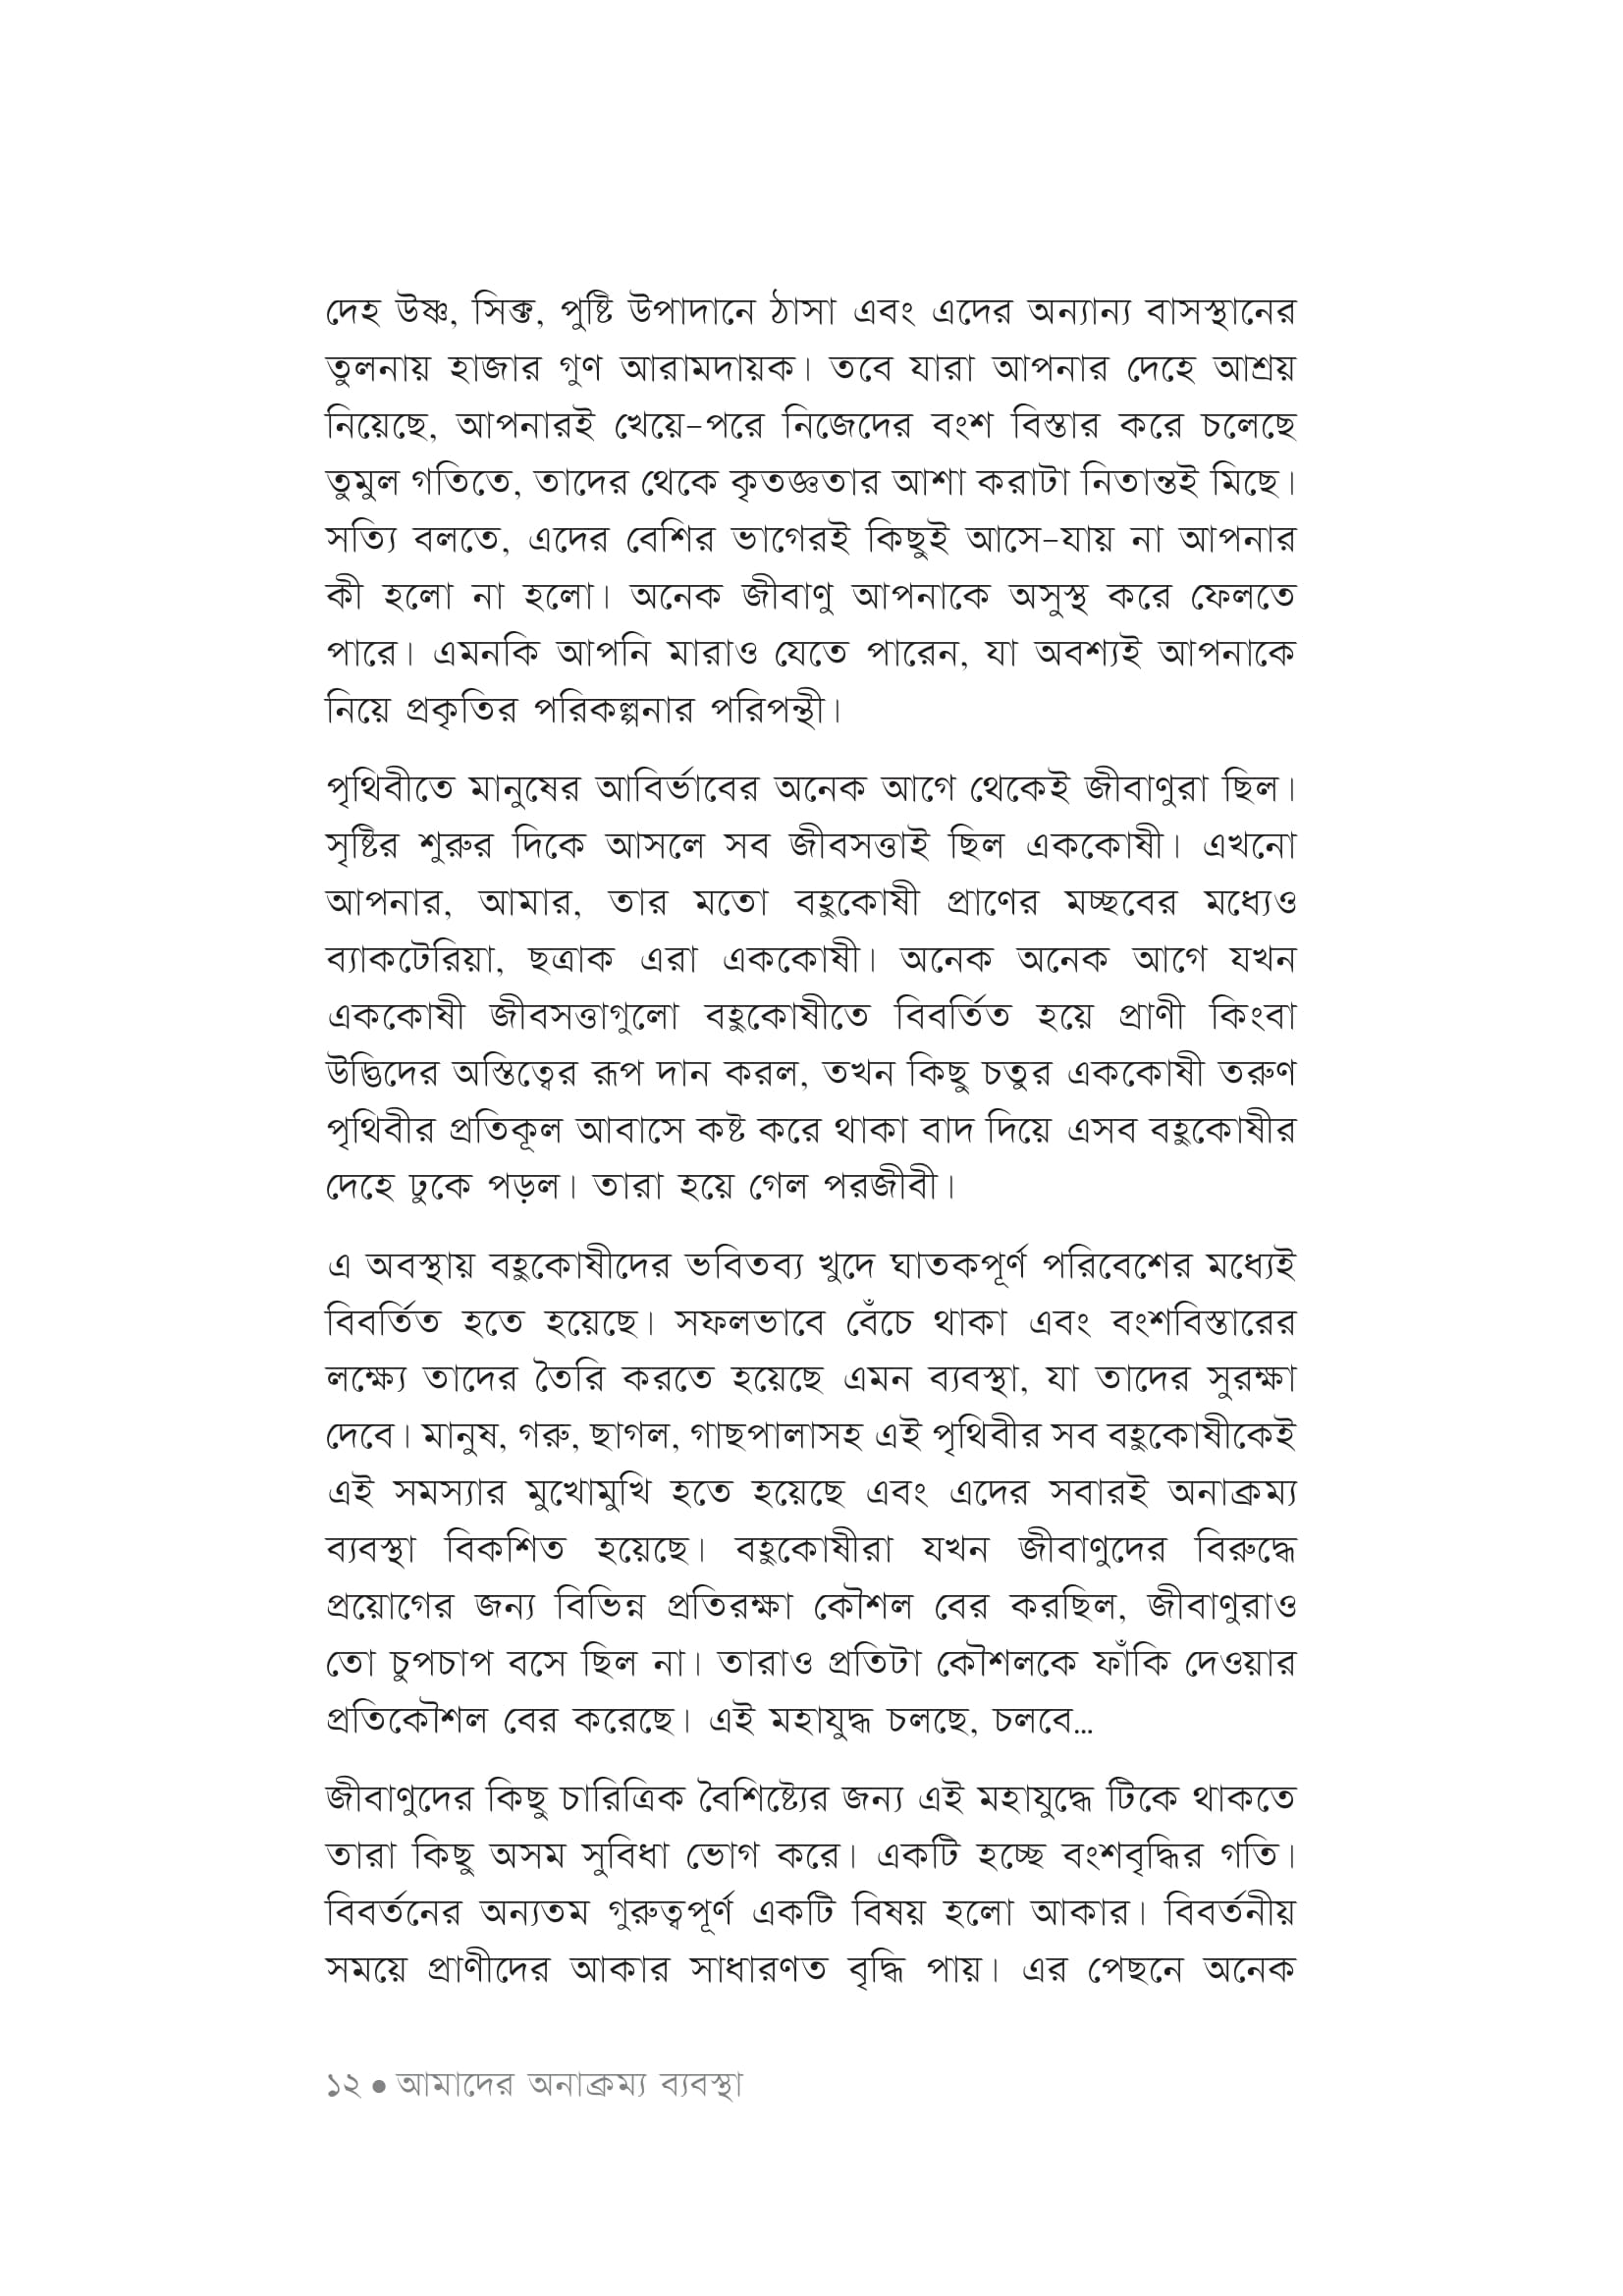 দেহ উষ্ণ, সিক্ত, পুষ্টি উপাদানে ঠাসা এবং এদের অন্যান্য বাসস্থানের
তুলনায় হাজার গুণ আরামদায়ক। তবে যারা আপনার দেহে আশ্রয়
নিয়েছে, আপনারই খেয়ে-পরে নিজেদের বংশ বিস্তার করে চলেছে
তুমুল গতিতে, তাদের থেকে কৃতজ্ঞতার আশা করাটা নিতান্তই মিছে।
সত্যি বলতে, এদের বেশির ভাগেরই কিছুই আসে-যায় না আপনার
কী হলো না হলো। অনেক জীবাণু আপনাকে অসুস্থ করে ফেলতে
পারে। এমনকি আপনি মারাও যেতে পারেন, যা অবশ্যই আপনাকে
নিয়ে প্রকৃতির পরিকল্পনার পরিপন্থী।
পৃথিবীতে মানুষের আবির্ভাবের অনেক আগে থেকেই জীবাণুরা ছিল।
সৃষ্টির শুরুর দিকে আসলে সব জীবসত্তাই ছিল এককোষী। এখনো
আপনার, আমার, তার মতো বহুকোষী প্রাণের মচ্ছবের মধ্যেও
ব্যাকটেরিয়া, ছত্রাক এরা এককোষী। অনেক অনেক আগে যখন
এককোষী জীবসত্তাগুলো বহুকোষীতে বিবর্তিত হয়ে প্রাণী কিংবা
উদ্ভিদের অস্তিত্বের রূপ দান করল, তখন কিছু চতুর এককোষী তরুণ
পৃথিবীর প্রতিকূল আবাসে কষ্ট করে থাকা বাদ দিয়ে এসব বহুকোষীর
দেহে ঢুকে পড়ল। তারা হয়ে গেল পরজীবী।
এ অবস্থায় বহুকোষীদের ভবিতব্য খুদে ঘাতকপূর্ণ পরিবেশের মধ্যেই
বিবর্তিত হতে হয়েছে। সফলভাবে বেঁচে থাকা এবং বংশবিস্তারের
লক্ষ্যে তাদের তৈরি করতে হয়েছে এমন ব্যবস্থা, যা তাদের সুরক্ষা
দেবে। মানুষ, গরু, ছাগল, গাছপালাসহ এই পৃথিবীর সব বহুকোষীকেই
এই সমস্যার মুখোমুখি হতে হয়েছে এবং এদের সবারই অনাক্রম্য
ব্যবস্থা বিকশিত হয়েছে। বহুকোষীরা যখন জীবাণুদের বিরুদ্ধে
প্রয়োগের জন্য বিভিন্ন প্রতিরক্ষা কৌশল বের করছিল, জীবাণুরাও
তো চুপচাপ বসে ছিল না। তারাও প্রতিটা কৌশলকে ফাঁকি দেওয়ার
প্রতিকৌশল বের করেছে। এই মহাযুদ্ধ চলছে, চলবে...
জীবাণুদের কিছু চারিত্রিক বৈশিষ্ট্যের জন্য এই মহাযুদ্ধে টিকে থাকতে
তারা কিছু অসম সুবিধা ভোগ করে। একটি হচ্ছে বংশবৃদ্ধির গতি।
বিবর্তনের অন্যতম গুরুত্বপূর্ণ একটি বিষয় হলো আকার। বিবর্তনীয়
সময়ে প্রাণীদের আকার সাধারণত বৃদ্ধি পায়। এর পেছনে অনেক
১২ ● আমাদের অনাক্রম্য ব্যবস্থা